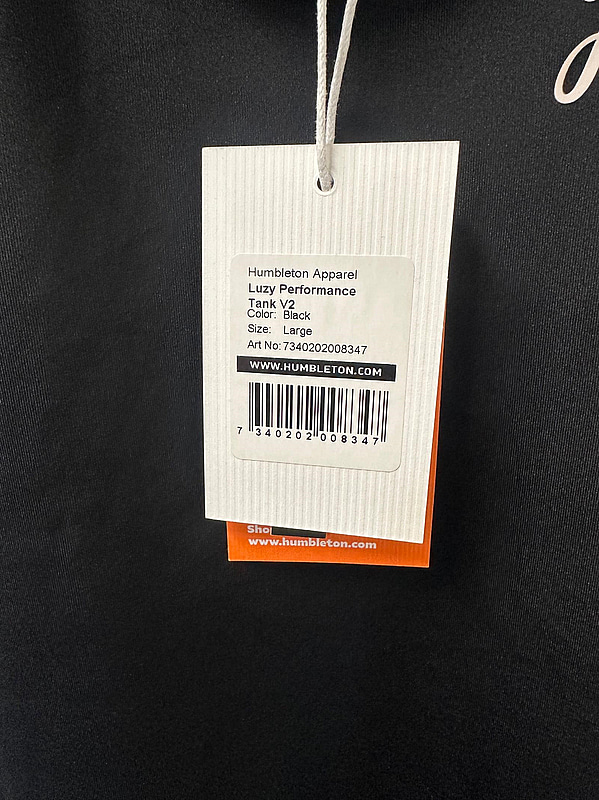 Humbleton Apparel
Luzy Performance
Tank V2
Color: Black
Size: Large
Art No: 7340202008347
WWW.HUMBLETON.COM
7 340202 008347
www.humbleton.com